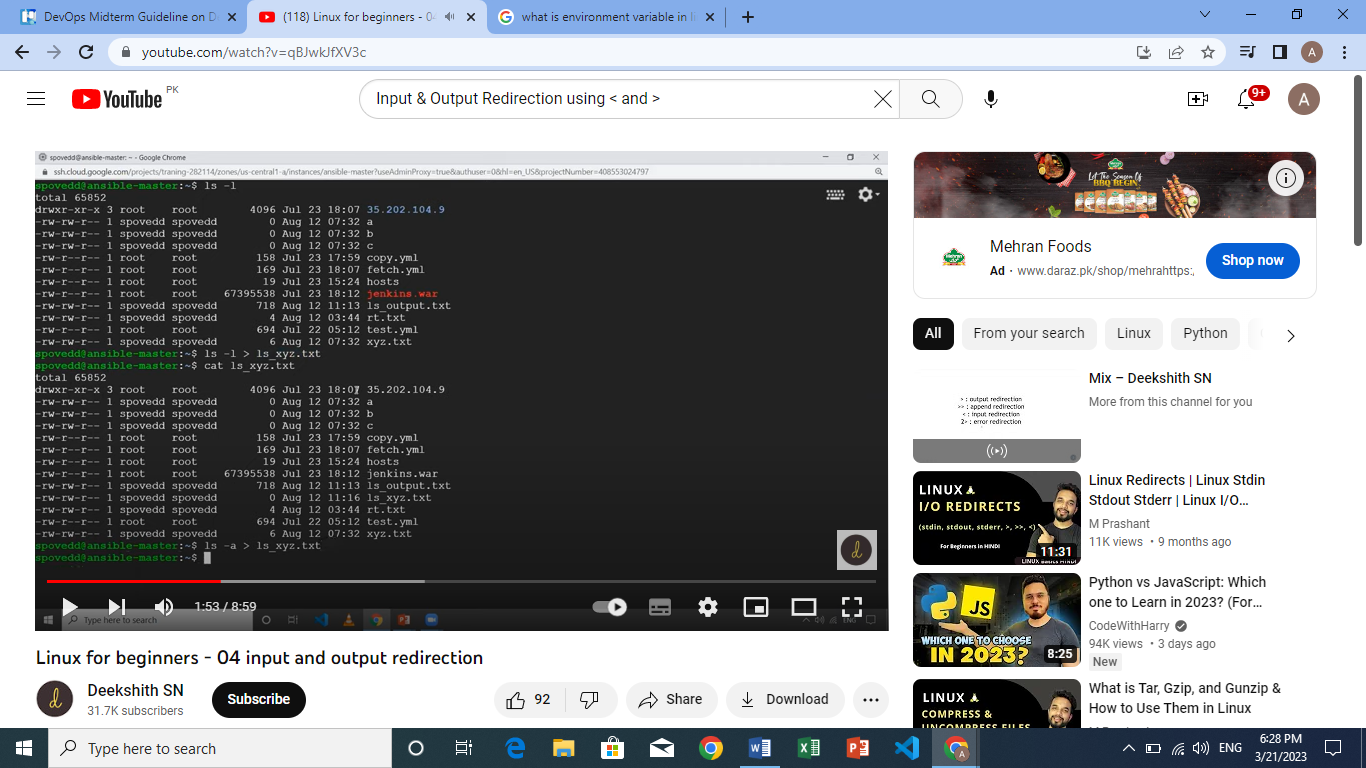 DevOps Midterm Guideline on D
(118) Linux for beginners - 04
what is environment variable in li
youtube.com/watch?v=qBJwkJfXV3c
A
YouTube PK
Input & Output Redirection using < and >
9+
A
spovedd@ansible-master: ~ - Google Chrome
ssh.cloud.google.com/projects/traning-282114/zones/us-central1-a/instances/ansible-master?useAdminProxy=true&authuser=0&hl=en_US&projectNumber=408553024797
spovedd@ansible-master:~$ ls -l
total 65852
drwxr-xr-x 3 root    root        4096 Jul 23 18:07 35.202.104.9
-rw-rw-r-- 1 spovedd spovedd        0 Aug 12 07:32 a
-rw-rw-r-- 1 spovedd spovedd        0 Aug 12 07:32 b
-rw-rw-r-- 1 spovedd spovedd        0 Aug 12 07:32 c
-rw-r--r-- 1 root    root         158 Jul 23 17:59 copy.yml
-rw-r--r-- 1 root    root         169 Jul 23 18:07 fetch.yml
-rw-r--r-- 1 root    root          19 Jul 23 15:24 hosts
-rw-r--r-- 1 root    root    67395538 Jul 23 18:12 jenkins.war
-rw-rw-r-- 1 spovedd spovedd      718 Aug 12 11:13 ls_output.txt
-rw-rw-r-- 1 spovedd spovedd        4 Aug 12 03:44 rt.txt
-rw-r--r-- 1 root    root         694 Jul 22 05:12 test.yml
-rw-rw-r-- 1 spovedd spovedd        6 Aug 12 07:32 xyz.txt
spovedd@ansible-master:~$ ls -l > ls_xyz.txt
spovedd@ansible-master:~$ cat ls_xyz.txt
total 65852
drwxr-xr-x 3 root    root        4096 Jul 23 18:07 35.202.104.9
-rw-rw-r-- 1 spovedd spovedd        0 Aug 12 07:32 a
-rw-rw-r-- 1 spovedd spovedd        0 Aug 12 07:32 b
-rw-rw-r-- 1 spovedd spovedd        0 Aug 12 07:32 c
-rw-r--r-- 1 root    root         158 Jul 23 17:59 copy.yml
-rw-r--r-- 1 root    root         169 Jul 23 18:07 fetch.yml
-rw-r--r-- 1 root    root          19 Jul 23 15:24 hosts
-rw-r--r-- 1 root    root    67395538 Jul 23 18:12 jenkins.war
-rw-rw-r-- 1 spovedd spovedd      718 Aug 12 11:13 ls_output.txt
-rw-rw-r-- 1 spovedd spovedd        0 Aug 12 11:16 ls_xyz.txt
-rw-rw-r-- 1 spovedd spovedd        4 Aug 12 03:44 rt.txt
-rw-r--r-- 1 root    root         694 Jul 22 05:12 test.yml
-rw-rw-r-- 1 spovedd spovedd        6 Aug 12 07:32 xyz.txt
spovedd@ansible-master:~$ ls -a > ls_xyz.txt
spovedd@ansible-master:~$
d
1:53 / 8:59
Type here to search
ENG
Linux for beginners - 04 input and output redirection
d
Deekshith SN
31.7K subscribers
Subscribe
92
Share
Download
LET THE SEASON OF
BBQ BEGIN
Mehran
Mehran Foods
Ad · www.daraz.pk/shop/mehrahttps:,
Shop now
All
From your search
Linux
Python
> : output redirection
>> : append redirection
< : input redirection
2> : error redirection
Mix – Deekshith SN
More from this channel for you
LINUX
I/O REDIRECTS
(stdin, stdout, stderr, >, >>, <)
For Beginners in HINDI
11:31
LINUX Basics HINDI
Linux Redirects | Linux Stdin
Stdout Stderr | Linux I/O...
M Prashant
11K views • 9 months ago
JS
WHICH ONE TO CHOOSE
IN 2023?
8:25
Python vs JavaScript: Which
one to Learn in 2023? (For...
CodeWithHarry
94K views • 3 days ago
New
LINUX
COMPRESS &
UNCOMPRESS FILES
What is Tar, Gzip, and Gunzip &
How to Use Them in Linux
M Prashant
Type here to search
A
ENG
6:28 PM
3/21/2023